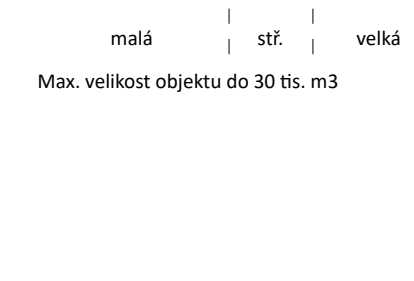 malá | stř. | velká
Max. velikost objektu do 30 tis. m3